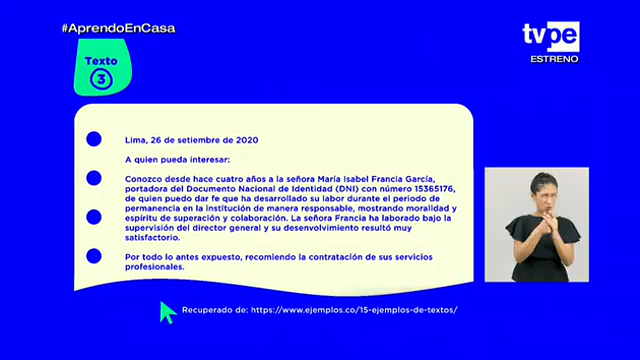 #AprendoEnCasa
tvpe
ESTRENO
Texto
3
Lima, 26 de setiembre de 2020
A quien pueda interesar:
Conozco desde hace cuatro años a la señora María Isabel Francia García,
portadora del Documento Nacional de Identidad (DNI) con número 15365176,
de quien puedo dar fe que ha desarrollado su labor durante el periodo de
permanencia en la institución de manera responsable, mostrando moralidad y
espíritu de superación y colaboración. La señora Francia ha laborado bajo la
supervisión del director general y su desenvolvimiento resultó muy
satisfactorio.
Por todo lo antes expuesto, recomiendo la contratación de sus servicios
profesionales.
Recuperado de: https://www.ejemplos.co/15-ejemplos-de-textos/